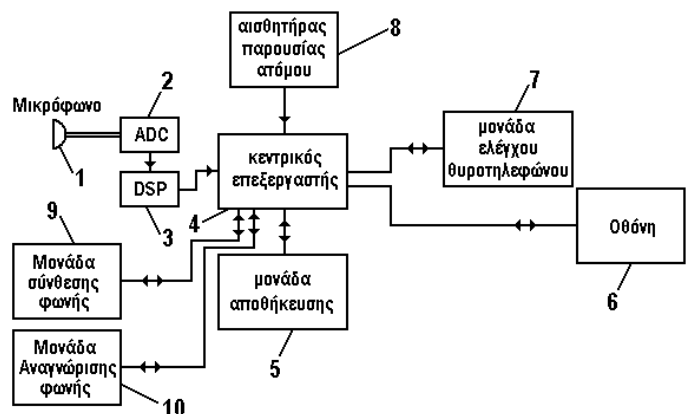 αισθητήρας
παρουσίας
ατόμου
8
Μικρόφωνο
2
ADC
1
DSP
3
κεντρικός
επεξεργαστής
4
7
μονάδα
ελέγχου
θυροτηλεφώνου
Οθόνη
6
9
Μονάδα
σύνθεσης
φωνής
μονάδα
αποθήκευσης
5
Μονάδα
Αναγνώρισης
φωνής
10